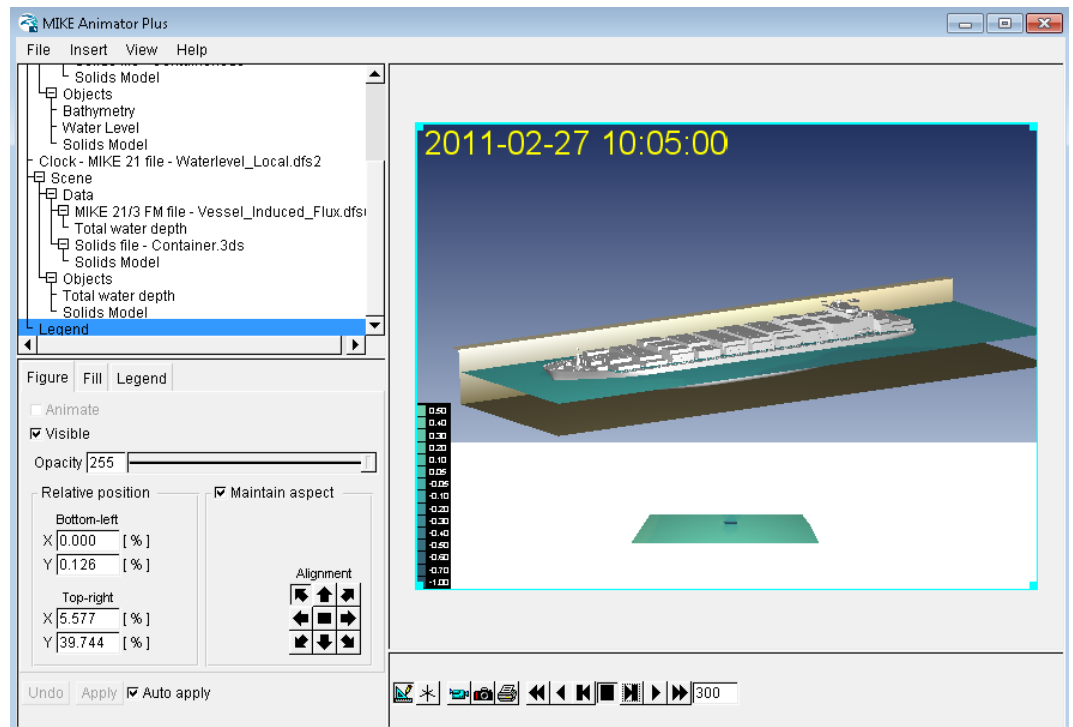 MIKE Animator Plus
File Insert View Help
Solids Model
Objects
Bathymetry
Water Level
Solids Model
Clock - MIKE 21 file - Waterlevel_Local.dfs2
Scene
Data
MIKE 21/3 FM file - Vessel_Induced_Flux.dfsu
Total water depth
Solids file - Container.3ds
Solids Model
Objects
Total water depth
Solids Model
Legend
Figure Fill Legend
Animate
Visible
Opacity 255
Relative position
Maintain aspect
Bottom-left
X 0.000 [ % ]
Y 0.126 [ % ]
Alignment
Top-right
X 5.577 [ % ]
Y 39.744 [ % ]
Undo Apply Auto apply
2011-02-27 10:05:00
0.50
0.40
0.30
0.20
0.10
0.05
-0.05
-0.10
-0.20
-0.30
-0.40
-0.50
-0.60
-0.70
-1.00
300